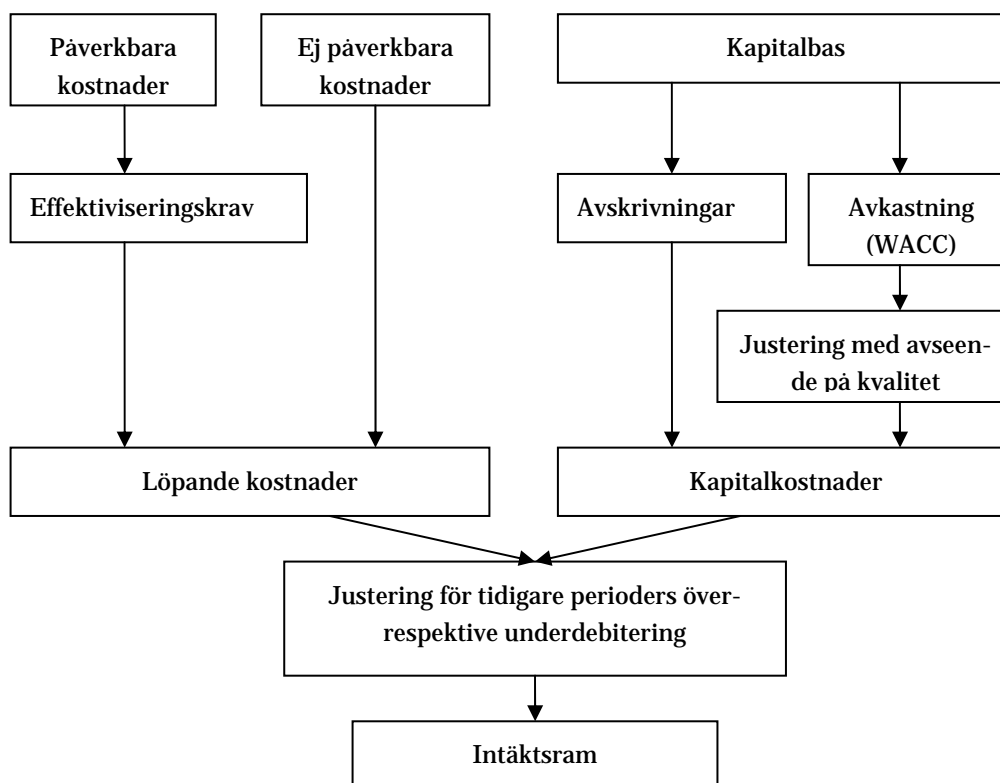 Påverkbara
kostnader
Ej påverkbara
kostnader
Kapitalbas
Effektiviseringskrav
Avskrivningar
Avkastning
(WACC)
Justering med avseen-
de på kvalitet
Löpande kostnader
Kapitalkostnader
Justering för tidigare perioders över-
respektive underdebitering
Intäktsram